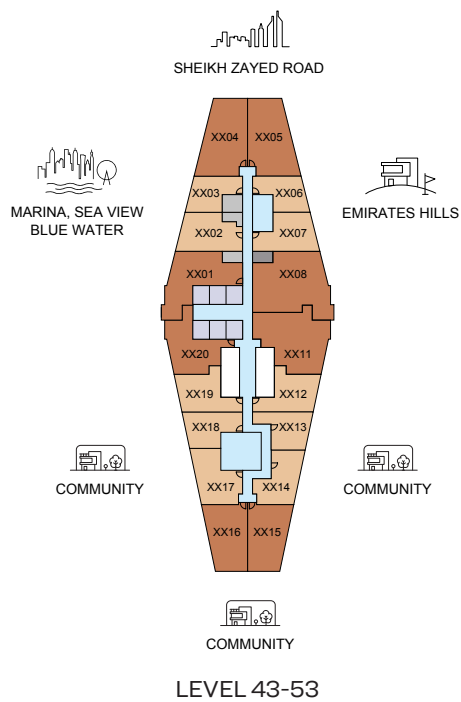 SHEIKH ZAYED ROAD
MARINA, SEA VIEW
BLUE WATER
EMIRATES HILLS
XX04 XX05
XX03 XX06
XX02 XX07
XX01 XX08
XX20 XX11
XX19 XX12
XX18 XX13
XX17 XX14
XX16 XX15
COMMUNITY
COMMUNITY
COMMUNITY
LEVEL 43-53